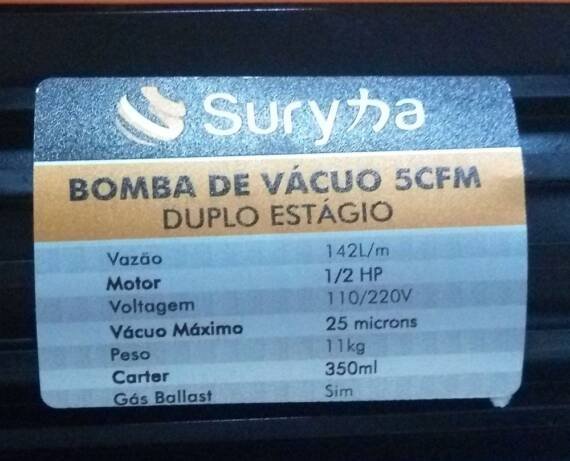 Suryha
BOMBA DE VÁCUO 5CFM
DUPLO ESTÁGIO
Vazão 142L/m
Motor 1/2 HP
Voltagem 110/220V
Vácuo Máximo 25 microns
Peso 11kg
Carter 350ml
Gás Ballast Sim